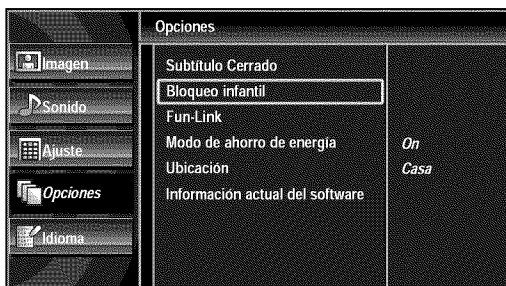 Opciones
Imagen
Sonido
Ajuste
Opciones
Idioma
Subtítulo Cerrado
Bloqueo infantil
Fun-Link
Modo de ahorro de energía On
Ubicación Casa
Información actual del software